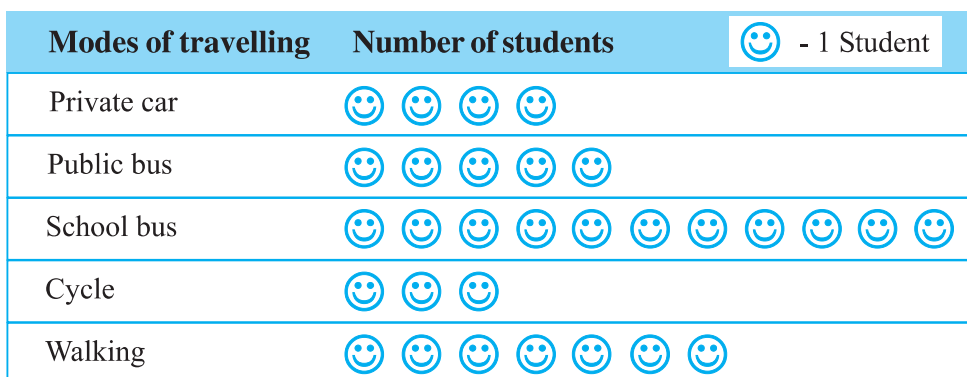 Modes of travelling Number of students - 1 Student
Private car
Public bus
School bus
Cycle
Walking